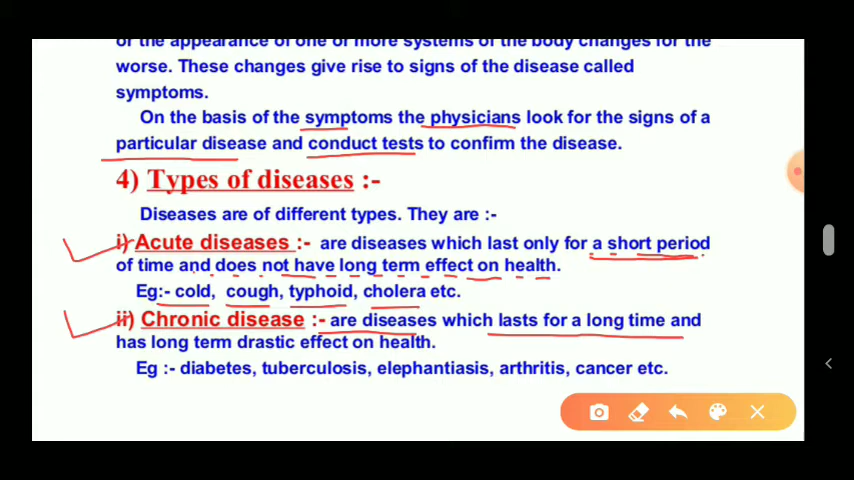 of the appearance of one or more systems of the body changes for the
worse. These changes give rise to signs of the disease called
symptoms.
On the basis of the symptoms the physicians look for the signs of a
particular disease and conduct tests to confirm the disease.
4) Types of diseases :-
Diseases are of different types. They are :-
i) Acute diseases :- are diseases which last only for a short period
of time and does not have long term effect on health.
Eg:- cold, cough, typhoid, cholera etc.
ii) Chronic disease :- are diseases which lasts for a long time and
has long term drastic effect on health.
Eg :- diabetes, tuberculosis, elephantiasis, arthritis, cancer etc.